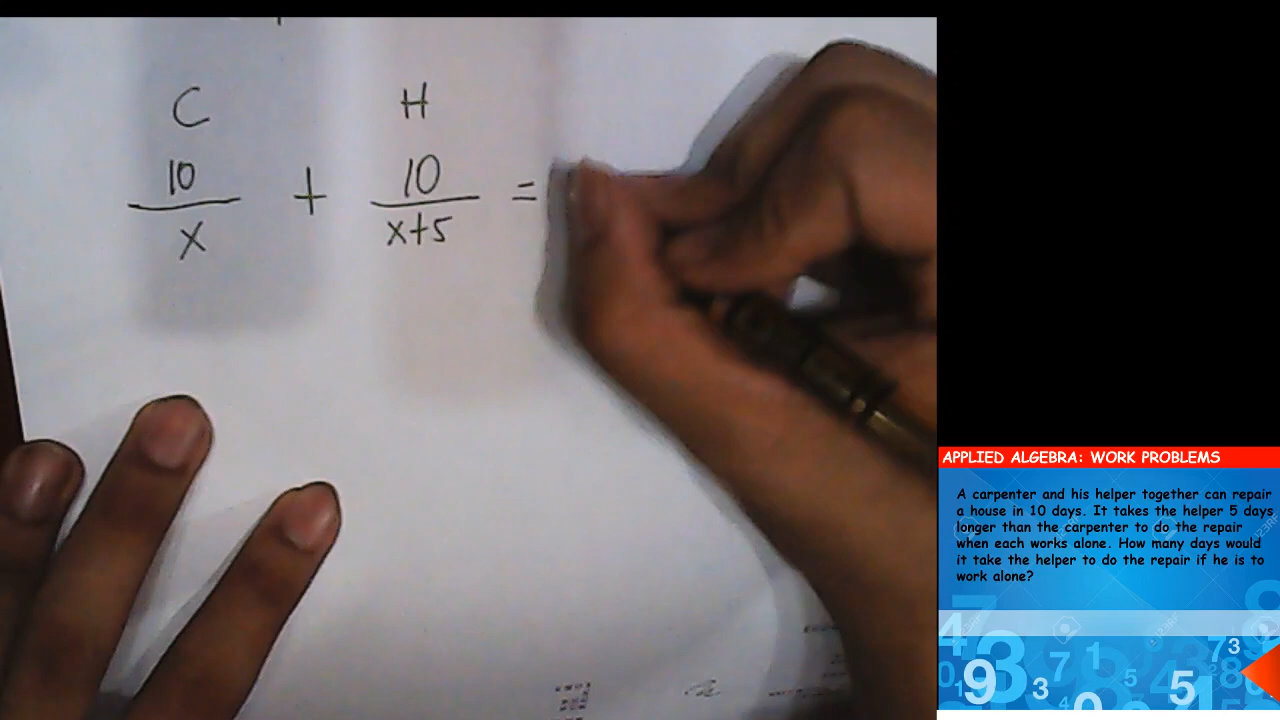 C H
10 + 10 =
x x+5
APPLIED ALGEBRA: WORK PROBLEMS
A carpenter and his helper together can repair
a house in 10 days. It takes the helper 5 days
longer than the carpenter to do the repair
when each works alone. How many days would
it take the helper to do the repair if he is to
work alone?